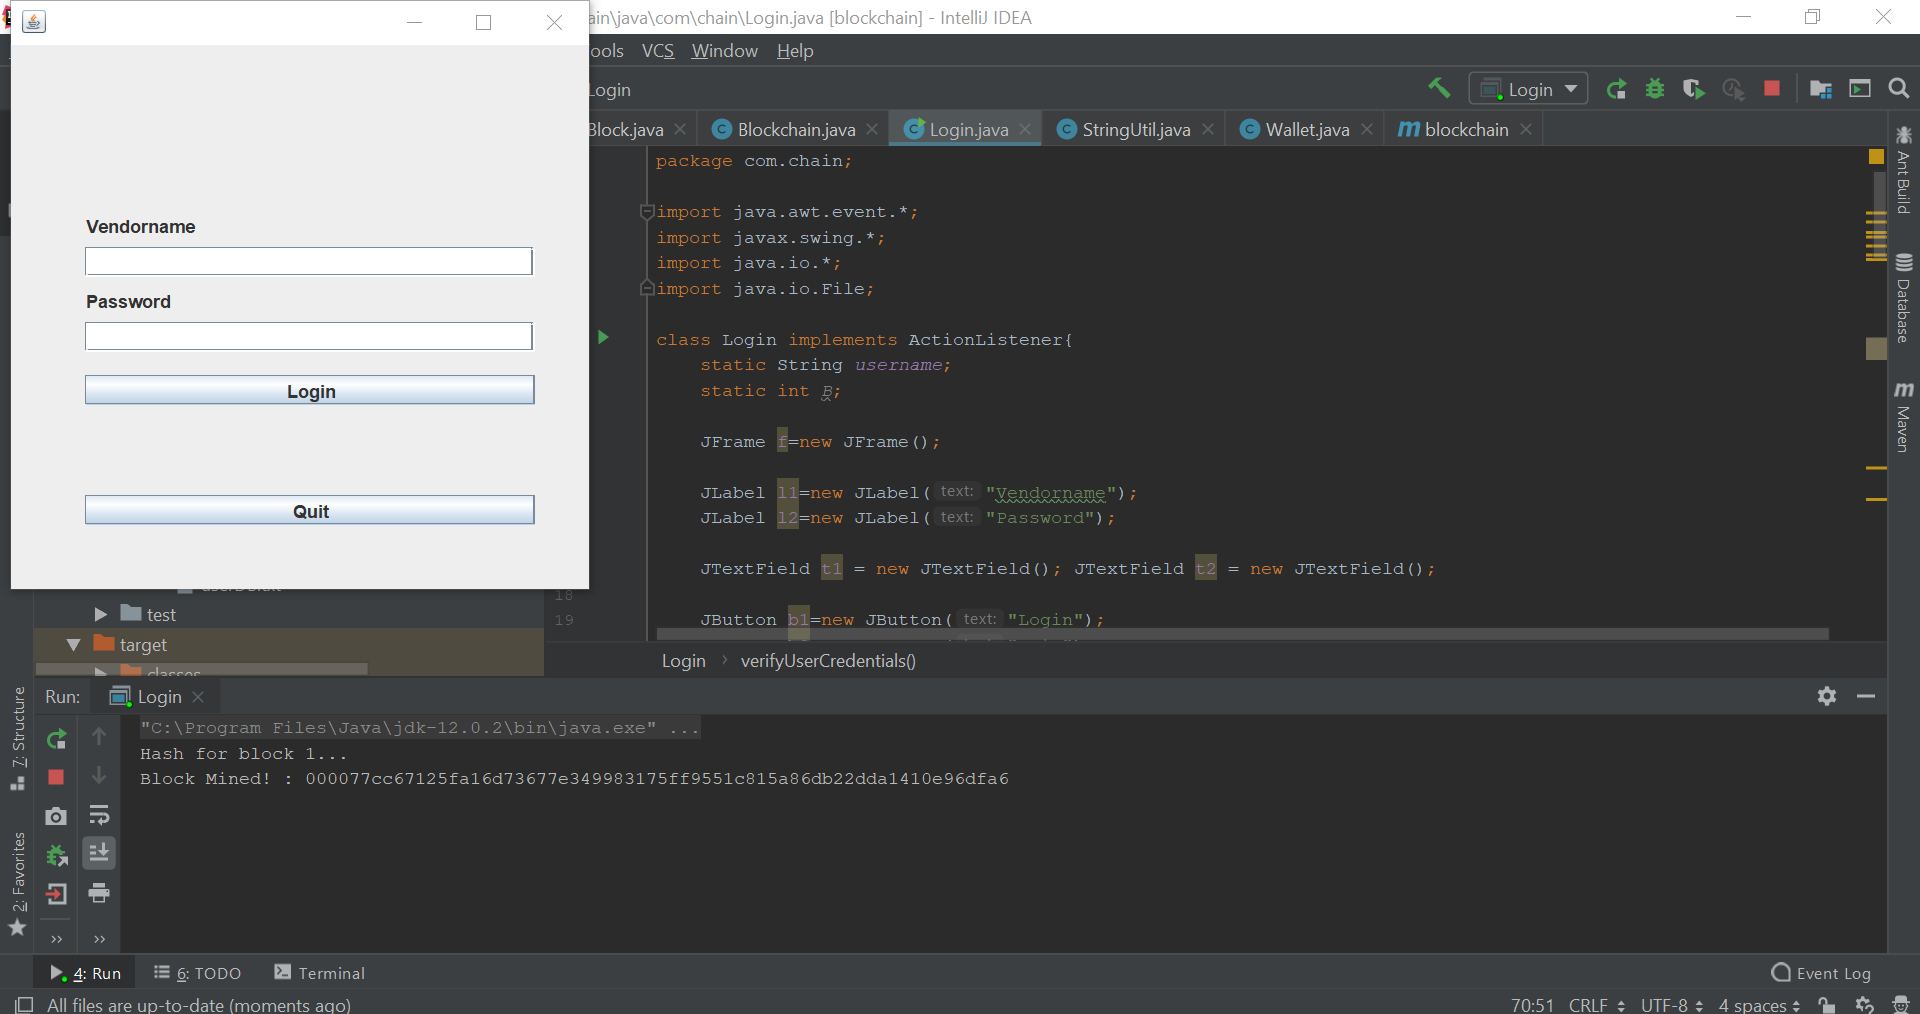 ain\java\com\chain\Login.java [blockchain] - IntelliJ IDEA
ools VCS Window Help
Login
Login
Block.java Blockchain.java Login.java StringUtil.java Wallet.java m blockchain
Vendorname
Password
Login
Quit
package com.chain;
import java.awt.event.*;
import javax.swing.*;
import java.io.*;
import java.io.File;
class Login implements ActionListener{
static String username;
static int B;
JFrame f=new JFrame();
JLabel l1=new JLabel( text: "Vendorname");
JLabel l2=new JLabel( text: "Password");
JTextField t1 = new JTextField(); JTextField t2 = new JTextField();
18
19 JButton b1=new JButton( text: "Login");
Ant Build
Database
m Maven
test
target
classes
Login › verifyUserCredentials()
Run: Login
7: Structure
2: Favorites
"C:\Program Files\Java\jdk-12.0.2\bin\java.exe" ...
Hash for block 1...
Block Mined! : 000077cc67125fa16d73677e349983175ff9551c815a86db22dda1410e96dfa6
4: Run 6: TODO Terminal Event Log
All files are up-to-date (moments ago) 70:51 CRLF UTF-8 4 spaces